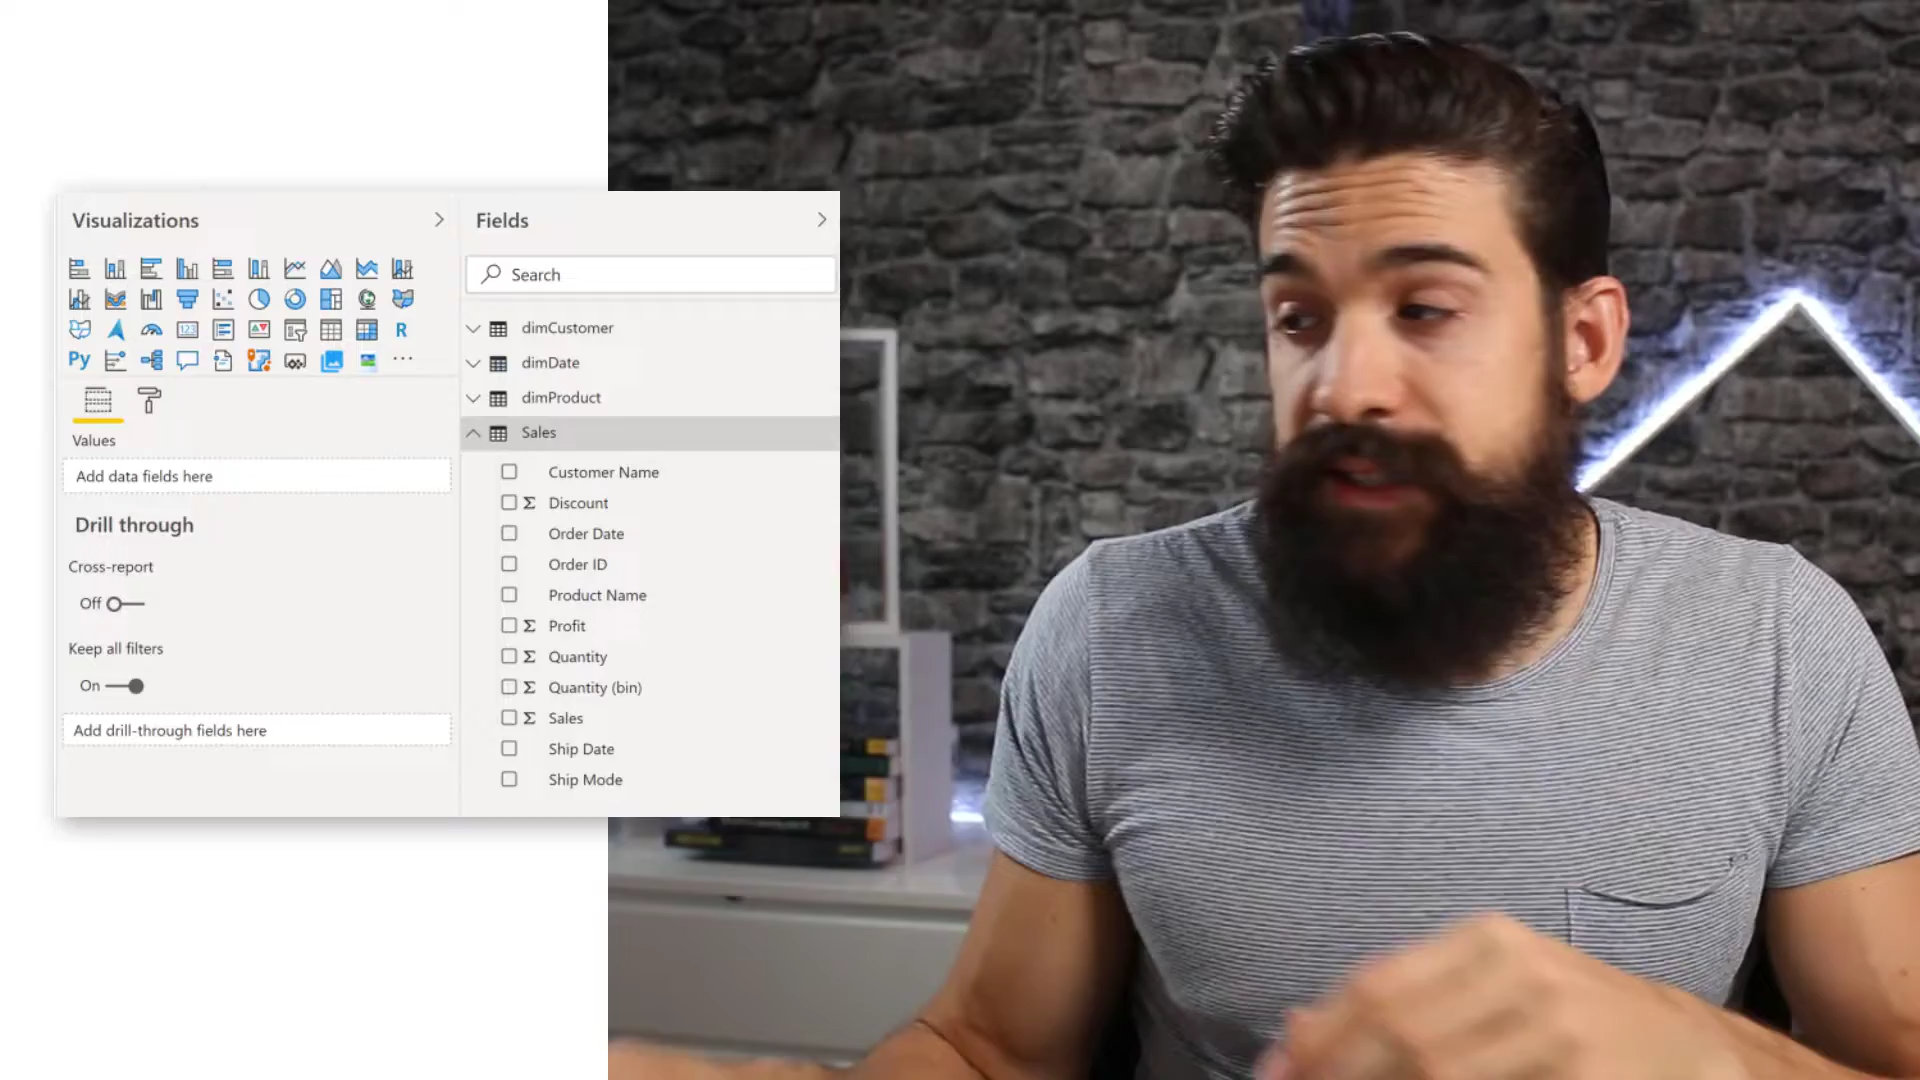 Visualizations
Py
R
123
Values
Add data fields here
Drill through
Cross-report
Off
Keep all filters
On
Add drill-through fields here
Fields
Search
dimCustomer
dimDate
dimProduct
Sales
Customer Name
Σ Discount
Order Date
Order ID
Product Name
Σ Profit
Σ Quantity
Σ Quantity (bin)
Σ Sales
Ship Date
Ship Mode